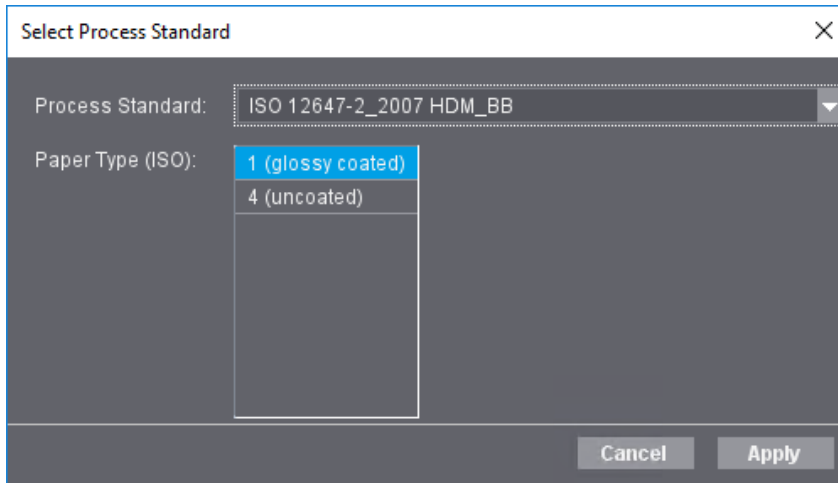 Select Process Standard
Process Standard: ISO 12647-2_2007 HDM_BB
Paper Type (ISO): 1 (glossy coated)
4 (uncoated)
Cancel Apply